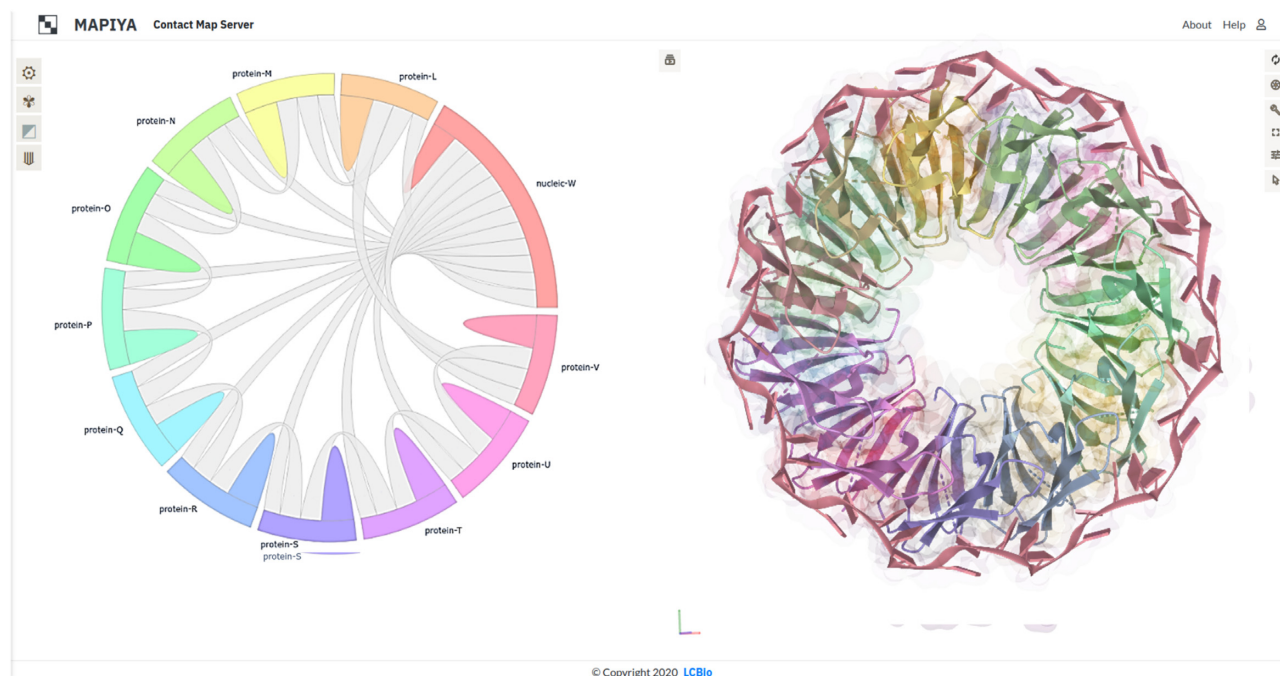 MAPIYA Contact Map Server
About Help
protein-M
protein-L
protein-N
nucleic-W
protein-O
protein-P
protein-V
protein-Q
protein-U
protein-R
protein-T
protein-S
protein-S
© Copyright 2020 LCBio